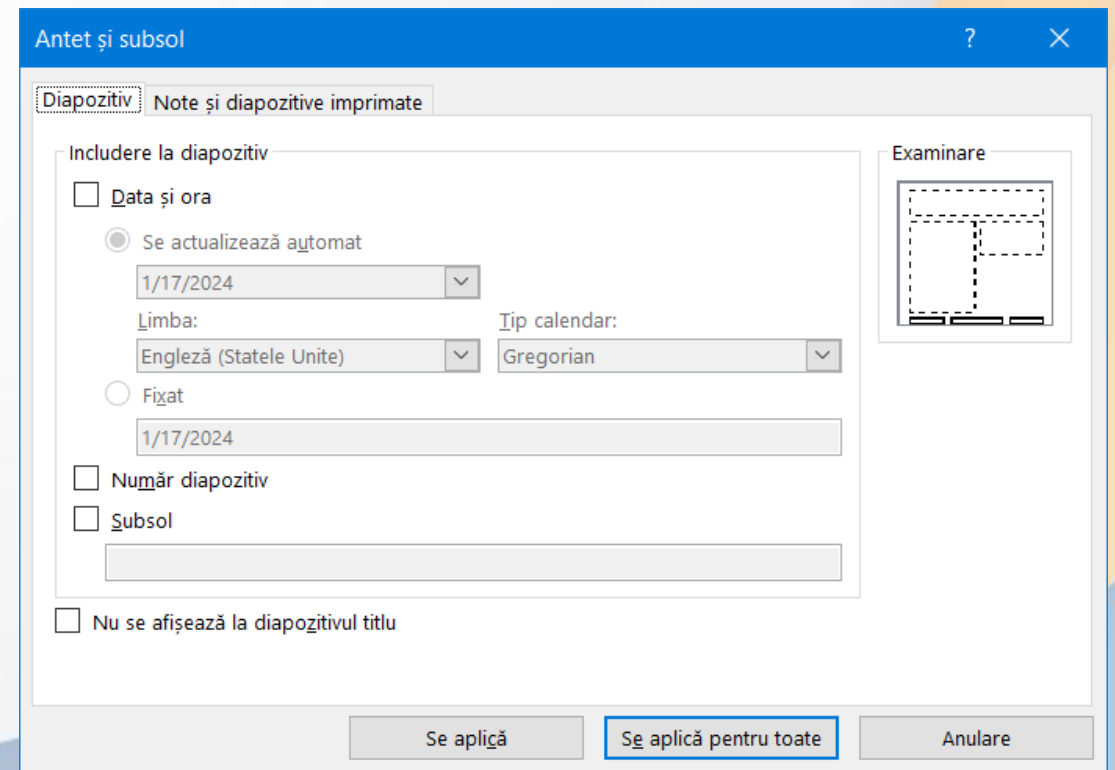 Antet și subsol ?
Diapozitiv Note și diapozitive imprimate
Includere la diapozitiv Examinare
Data și ora
Se actualizează automat
1/17/2024
Limba: Tip calendar:
Engleză (Statele Unite) Gregorian
Fixat
1/17/2024
Număr diapozitiv
Subsol
Nu se afișează la diapozitivul titlu
Se aplică Se aplică pentru toate Anulare